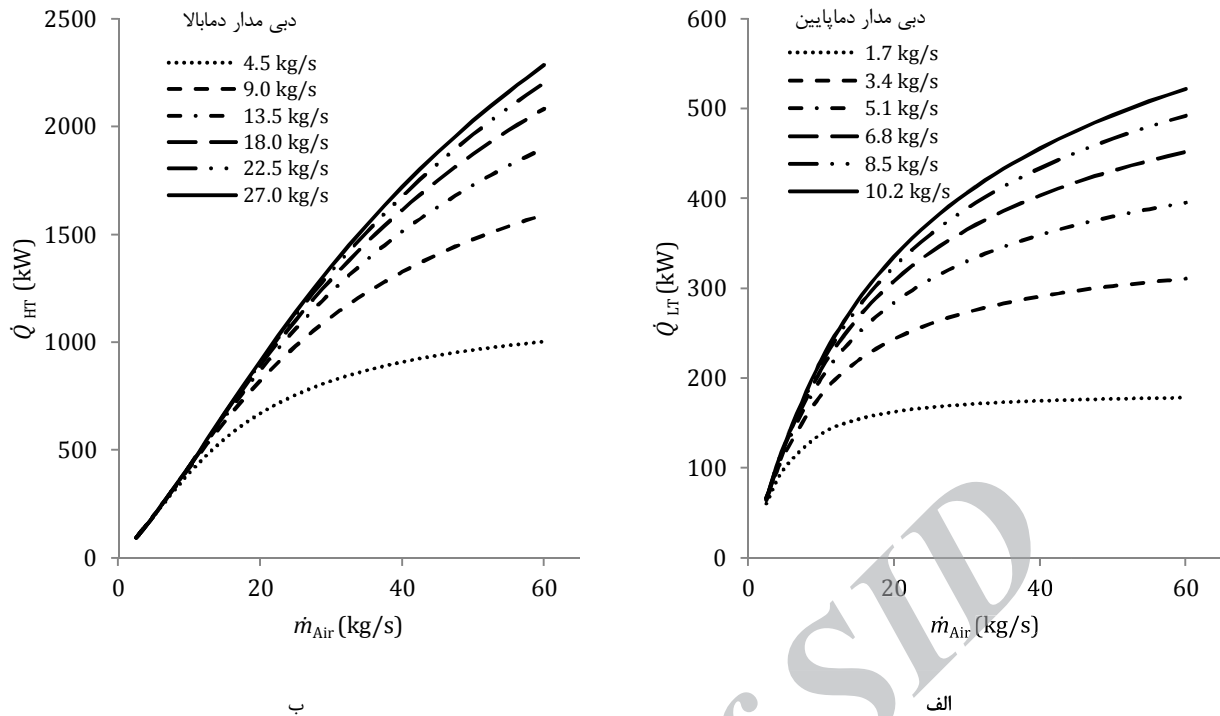 دبی مدار دمابالا
4.5 kg/s
9.0 kg/s
13.5 kg/s
18.0 kg/s
22.5 kg/s
27.0 kg/s
2500
2000
1500
1000
500
0
Q̇ HT (kW)
0 20 40 60
ṁAir (kg/s)
ب
دبی مدار دماپایین
1.7 kg/s
3.4 kg/s
5.1 kg/s
6.8 kg/s
8.5 kg/s
10.2 kg/s
600
500
400
300
200
100
0
Q̇ LT (kW)
0 20 40 60
ṁAir (kg/s)
الف
f SID